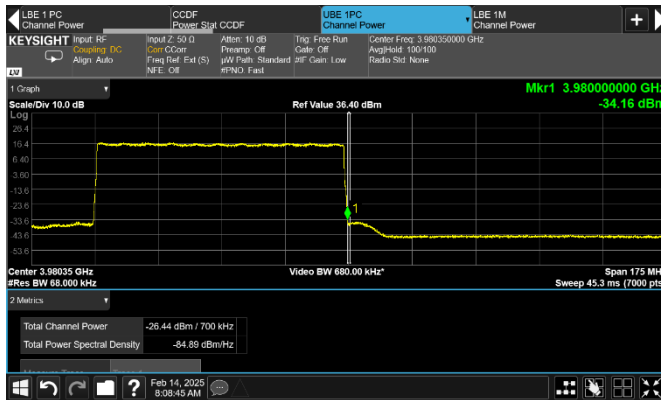 LBE 1 PC
Channel Power
CCDF
Power Stat CCDF
UBE 1PC
Channel Power
LBE 1M
Channel Power
KEYSIGHT
Input: RF
Coupling: DC
Align: Auto
Input Z: 50 Ω
Corr CCorr
Freq Ref: Ext (S)
NFE: Off
Atten: 10 dB
Preamp: Off
µW Path: Standard
#PNO: Fast
Trig: Free Run
Gate: Off
#IF Gain: Low
Center Freq: 3.980350000 GHz
Avg|Hold: 100/100
Radio Std: None
1 Graph
Mkr1 3.980000000 GHz
Scale/Div 10.0 dB
Ref Value 36.40 dBm
-34.16 dBm
Log
26.4
16.4
6.40
-3.60
-13.6
-23.6
-33.6
-43.6
-53.6
1
Center 3.98035 GHz
Video BW 680.00 kHz*
Span 175 MH
#Res BW 68.000 kHz
Sweep 45.3 ms (7000 pts
2 Metrics
Total Channel Power -26.44 dBm / 700 kHz
Total Power Spectral Density -84.89 dBm/Hz
?
Feb 14, 2025
8:08:45 AM